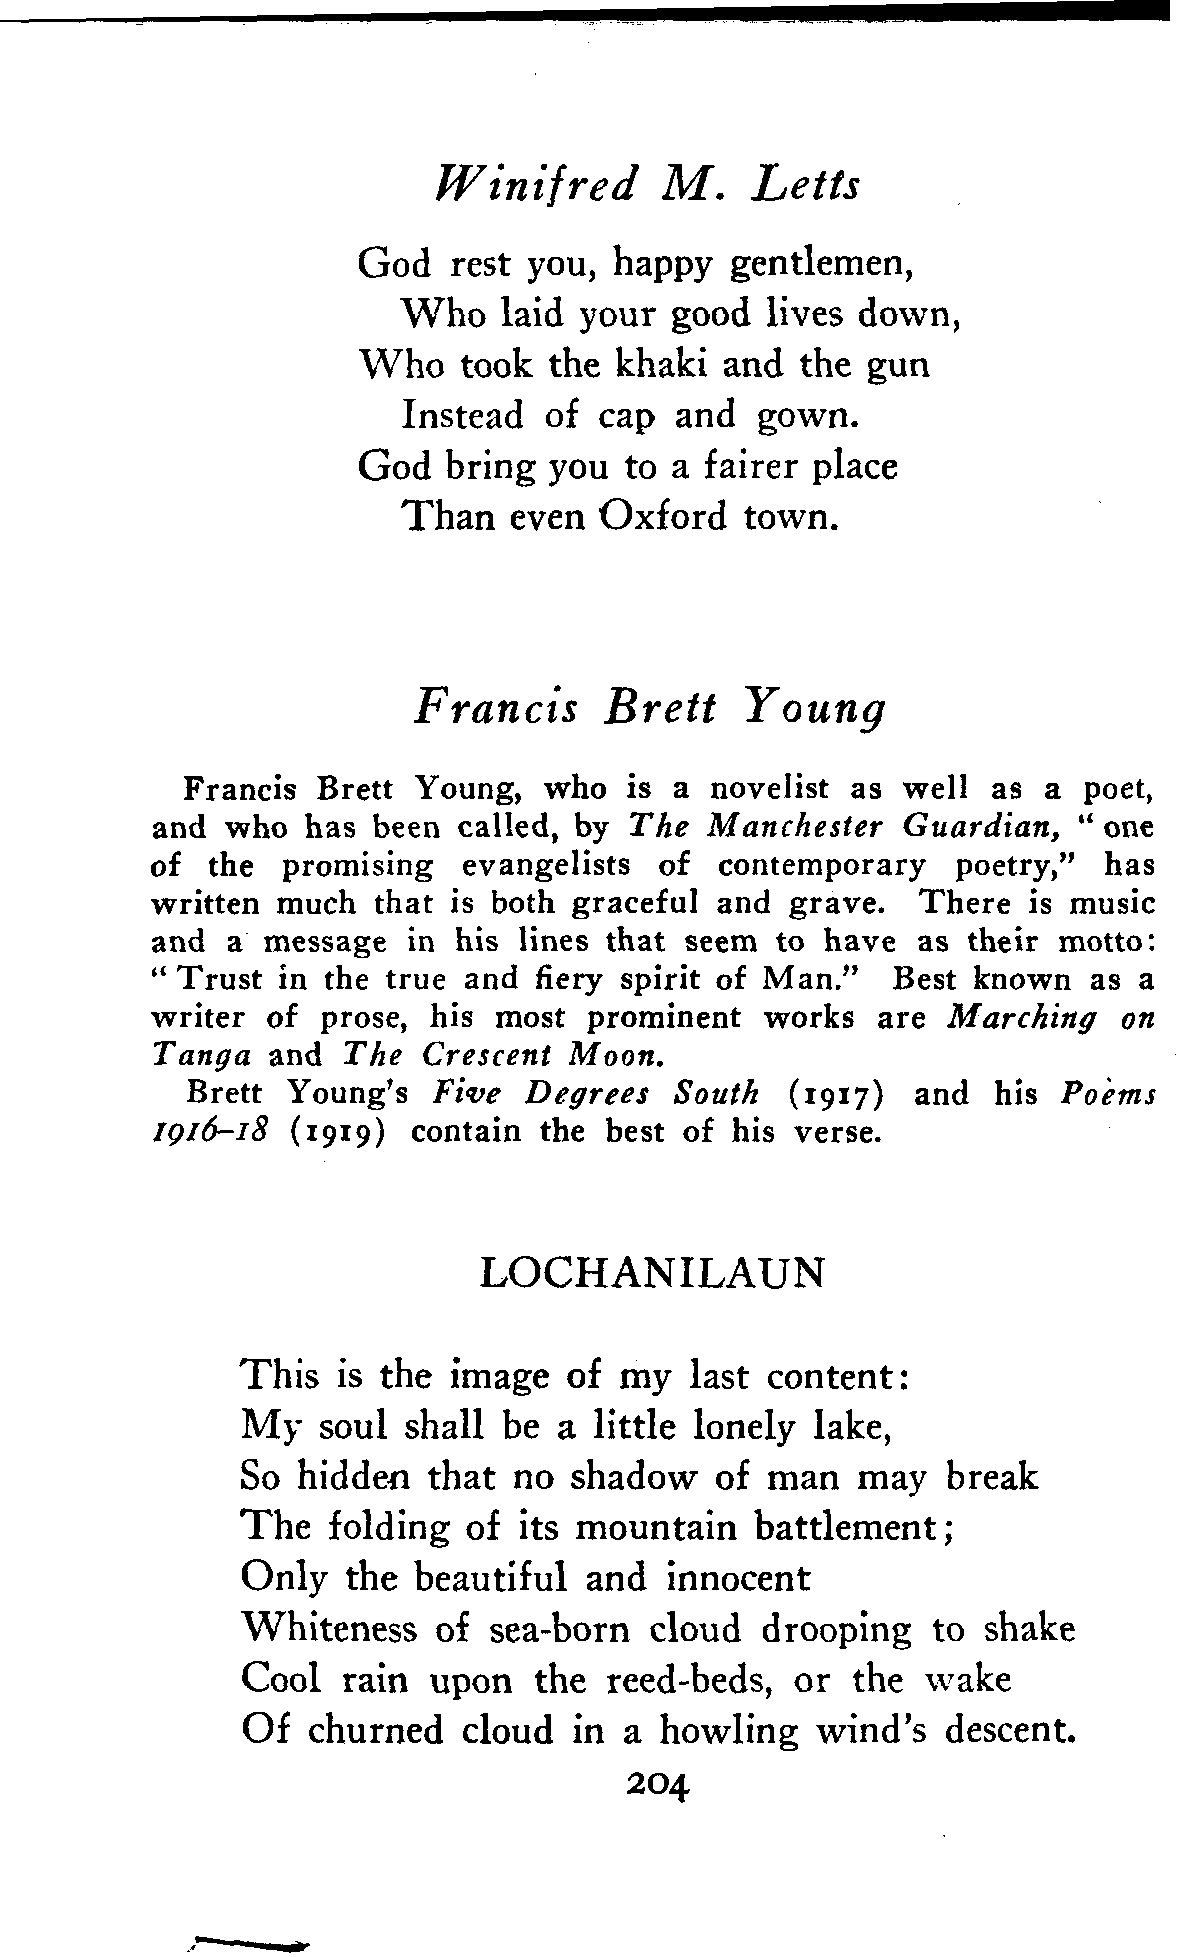 Winifred M. Letts
God rest you, happy gentlemen,
Who laid your good lives down,
Who took the khaki and the gun
Instead of cap and gown.
God bring you to a fairer place
Than even Oxford town.
Francis Brett Young
Francis Brett Young, who is a novelist as well as a poet,
and who has been called, by The Manchester Guardian, "one
of the promising evangelists of contemporary poetry," has
written much that is both graceful and grave. There is music
and a message in his lines that seem to have as their motto:
"Trust in the true and fiery spirit of Man." Best known as a
writer of prose, his most prominent works are Marching on
Tanga and The Crescent Moon.
Brett Young's Five Degrees South (1917) and his Poems
1916–18 (1919) contain the best of his verse.
LOCHANILAUN
This is the image of my last content:
My soul shall be a little lonely lake,
So hidden that no shadow of man may break
The folding of its mountain battlement;
Only the beautiful and innocent
Whiteness of sea-born cloud drooping to shake
Cool rain upon the reed-beds, or the wake
Of churned cloud in a howling wind's descent.
204